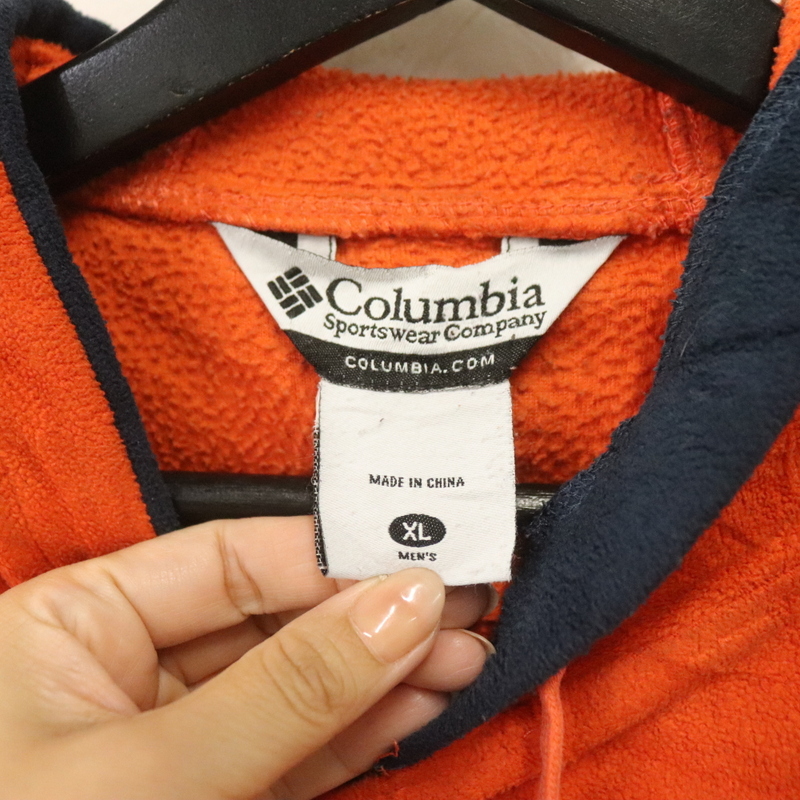 Columbia
Sportswear Company
COLUMBIA.COM
MADE IN CHINA
XL
MEN'S